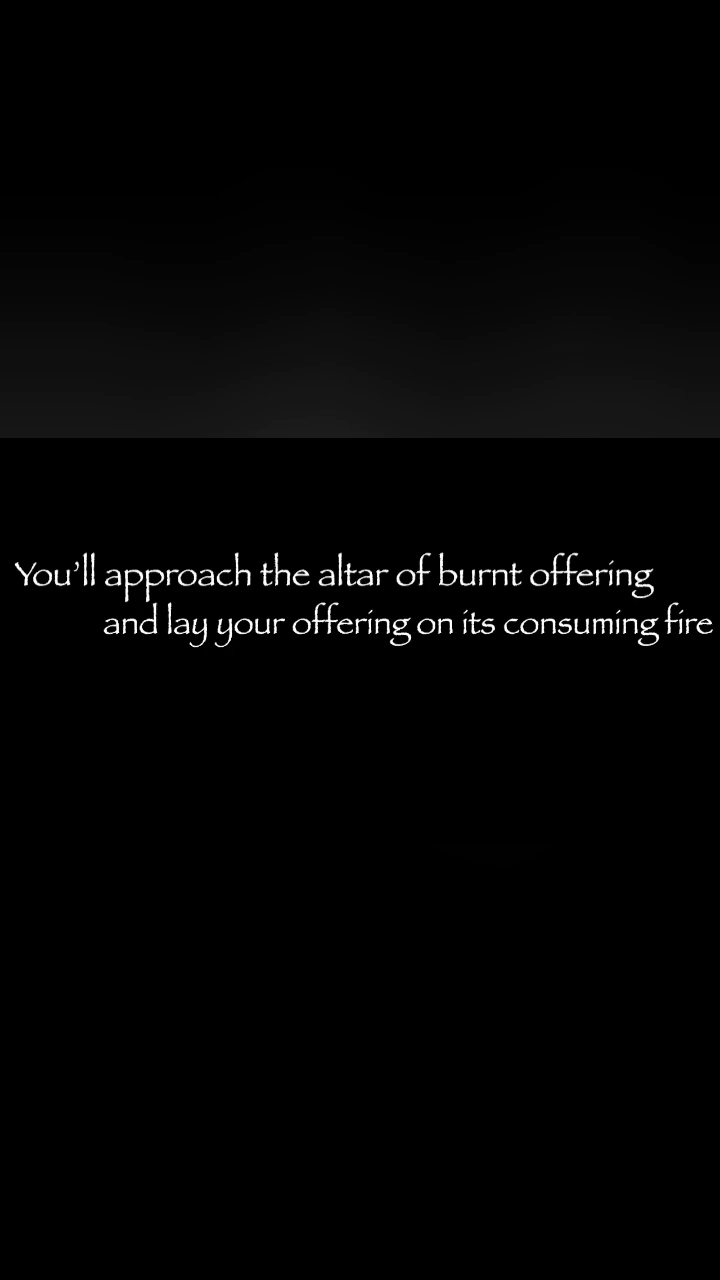 You’ll approach the altar of burnt offering
and lay your offering on its consuming fire